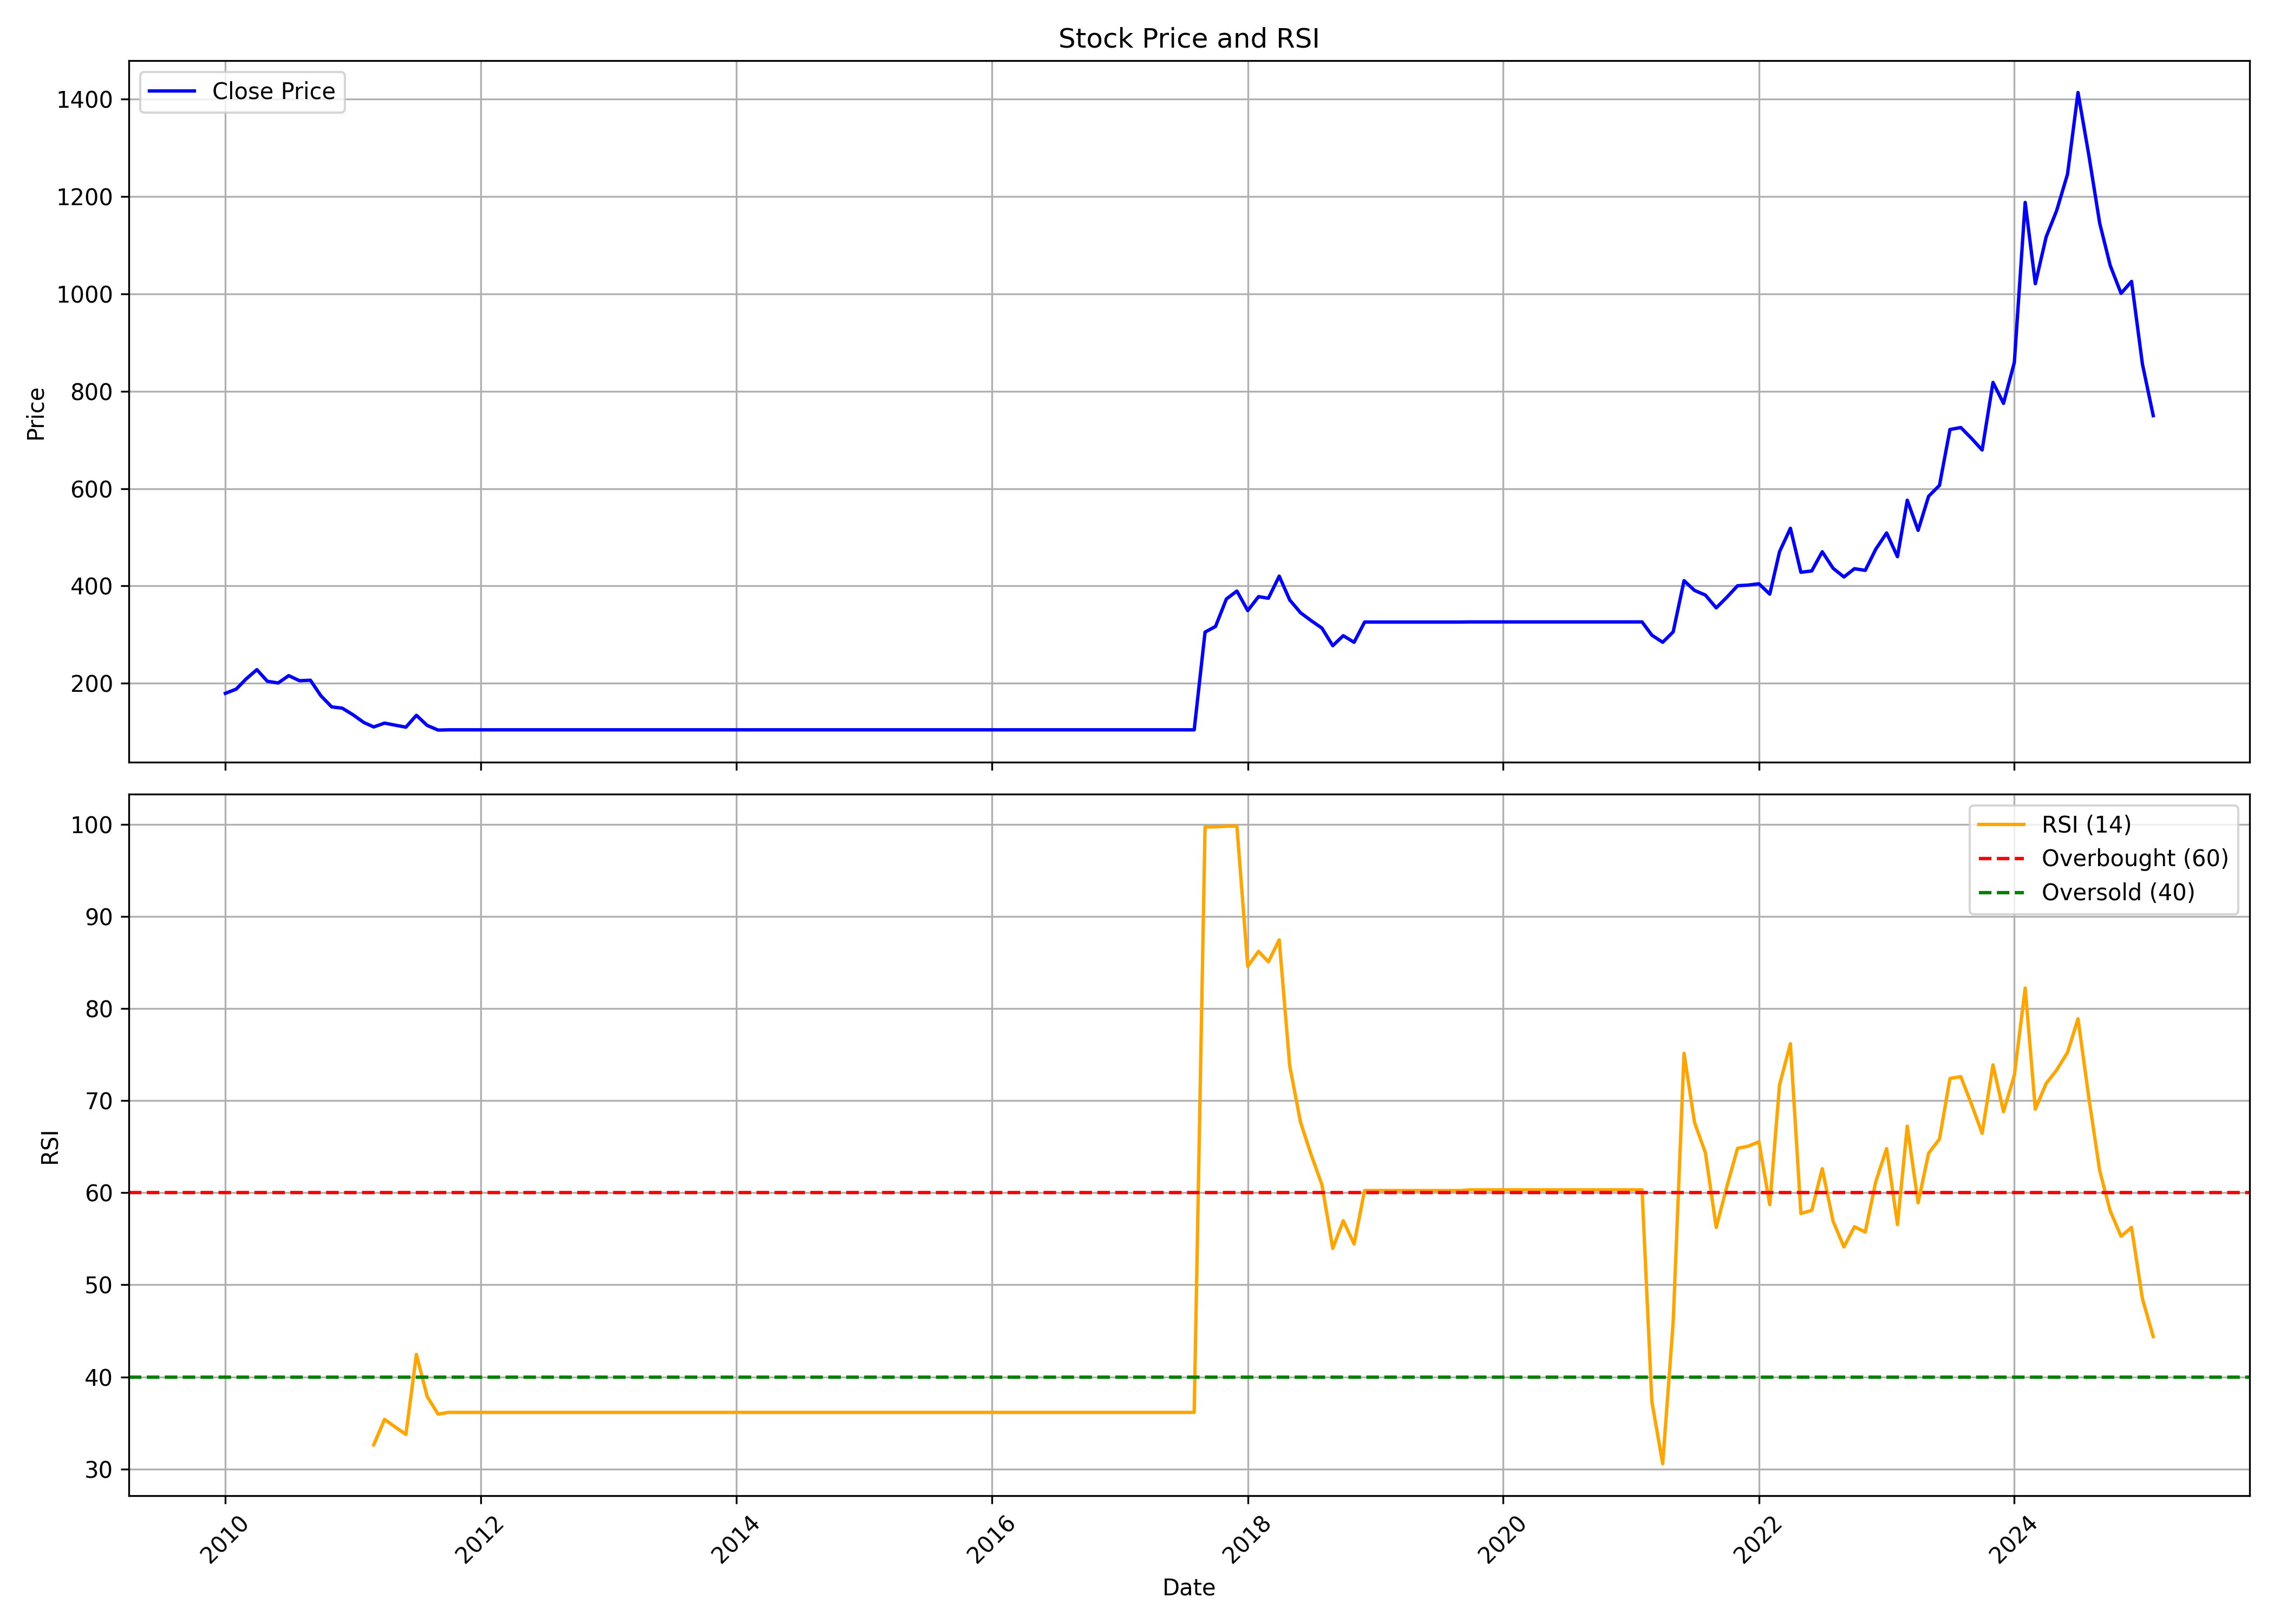 Stock Price and RSI
Close Price
1400
1200
1000
800
600
400
200
Price
100
90
80
70
60
50
40
30
RSI
RSI (14)
Overbought (60)
Oversold (40)
2010
2012
2014
2016
2018
2020
2022
2024
Date